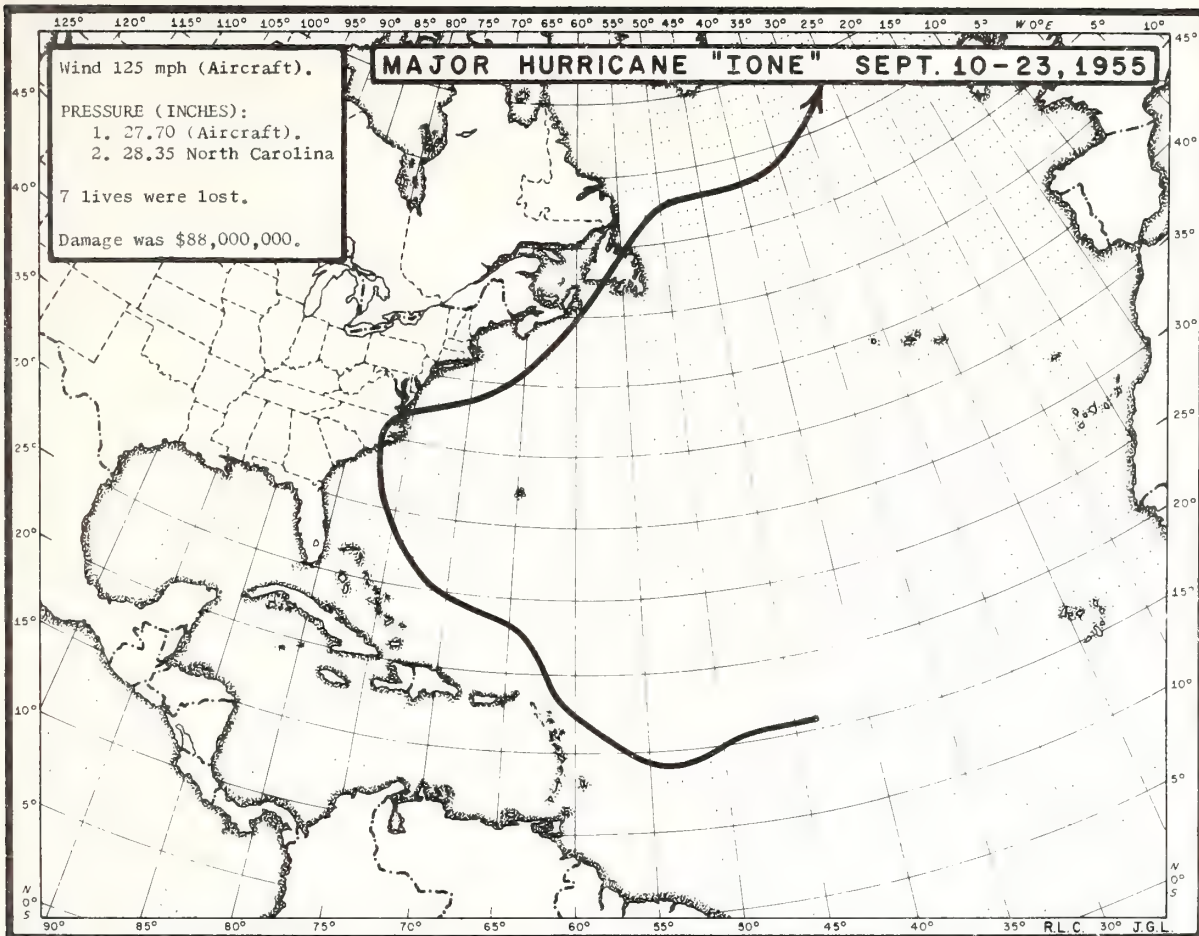 125° 120° 115° 110° 105° 100° 95° 90° 85° 80° 75° 70° 65° 60° 55° 50° 45° 40° 35° 30° 25° 20° 15° 10° 5° W 0° E 5° 10°
MAJOR HURRICANE "IONE" SEPT. 10-23, 1955
Wind 125 mph (Aircraft).
PRESSURE (INCHES):
1. 27.70 (Aircraft).
2. 28.35 North Carolina
7 lives were lost.
Damage was $88,000,000.
45°
40°
35°
30°
25°
20°
15°
10°
5°
N
0°
S
45°
40°
35°
30°
25°
20°
15°
10°
5°
N
0°
S
90° 85° 80° 75° 70° 65° 60° 55° 50° 45° 40° 35° R.L.C. 30° J.G.L.